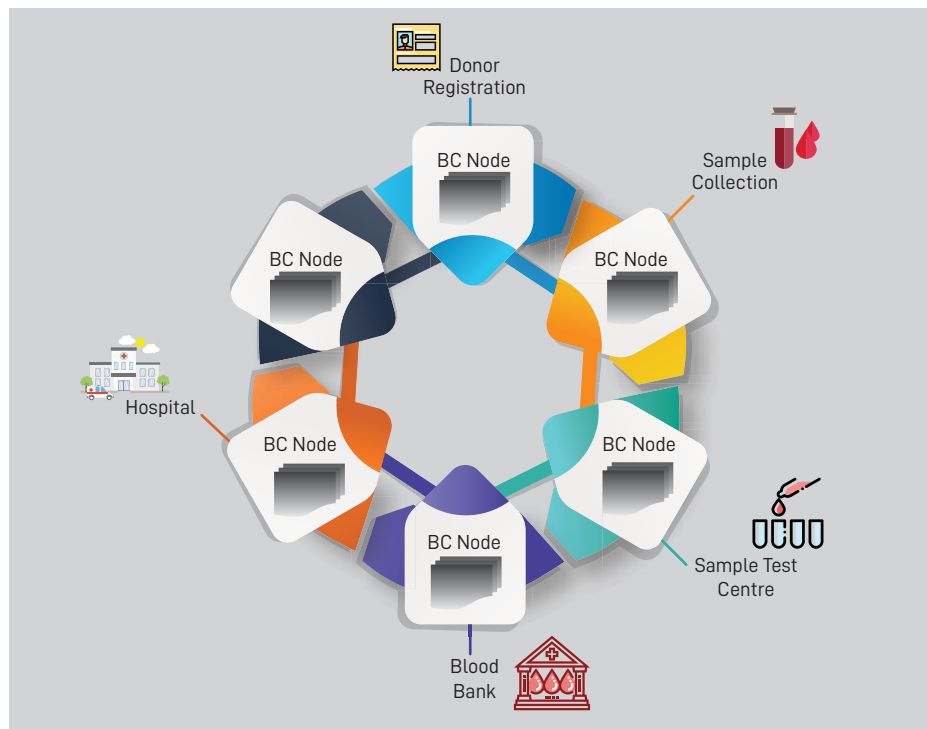 Donor
Registration
BC Node
Sample
Collection
BC Node
BC Node
Hospital
BC Node
BC Node
Sample Test
Centre
BC Node
Blood
Bank